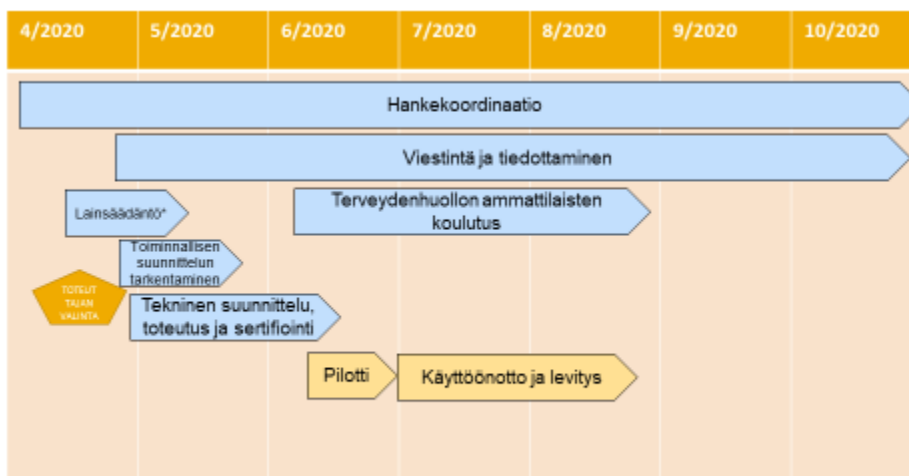 4/2020 5/2020 6/2020 7/2020 8/2020 9/2020 10/2020
Hankekoordinaatio
Viestintä ja tiedottaminen
Lainsäädäntö*
Terveydenhuollon ammattilaisten
koulutus
Toiminnallisen
suunnittelun
tarkentaminen
TOTEUT
TAJAN
VALINTA
Tekninen suunnittelu,
toteutus ja sertifiointi
Pilotti
Käyttöönotto ja levitys